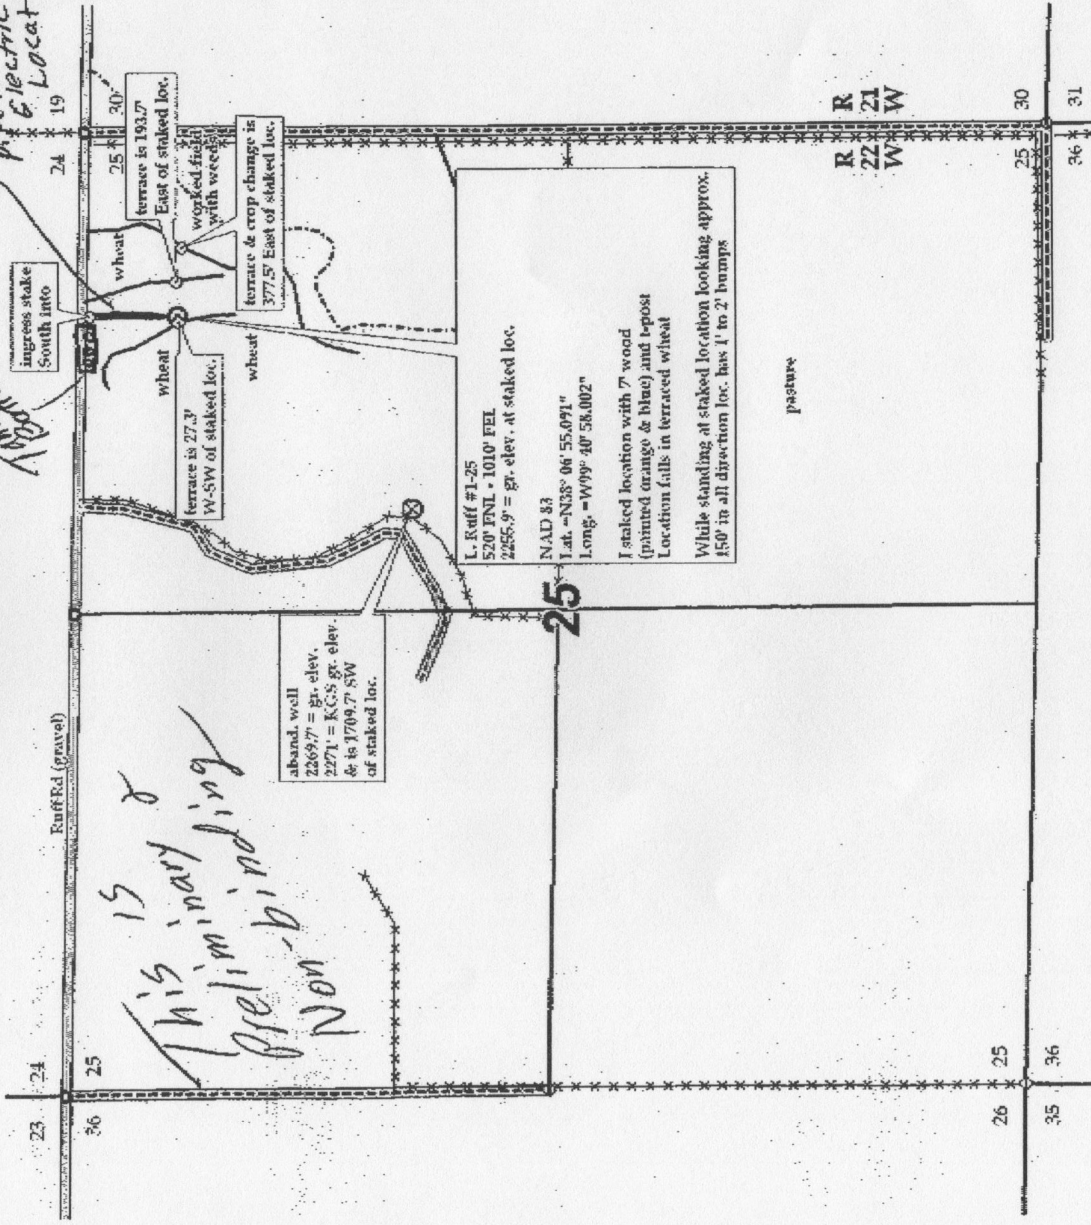 Ruff Rd (gravel)
23
24
26
25
24
19
25
30
ingress stake
South into
wheat
wheat
wheat
terrace is 193.7'
East of staked loc.
worked field
with weeds
terrace & crop change is
377.5' East of staked loc.
terrace is 27.3'
W-SW of staked loc.
Electric
This is a
Preliminary
Non-binding
aband. well
2269.7' = gr. elev.
2271' = KGS gr. elev.
& is 1709.7' SW
of staked loc.
L. Ruff #1-25
520' FNL - 1010' FEL
2255.9' = gr. elev. at staked loc.
NAD 83
Lat. = N38° 06' 55.091"
Long. = W99° 40' 58.002"
I staked location with 7' wood
(painted orange & blue) and t-post
Location falls in terraced wheat
While standing at staked location looking approx.
150' in all direction loc. has 1' to 2' bumps
25
pasture
R R
22 21
W W
26
25
35
36
25
30
36
31